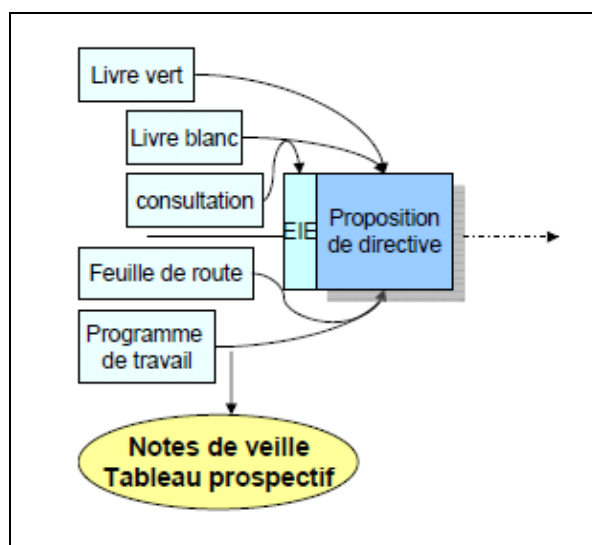 Livre vert
Livre blanc
consultation
EIE
Proposition
de directive
Feuille de route
Programme
de travail
Notes de veille
Tableau prospectif